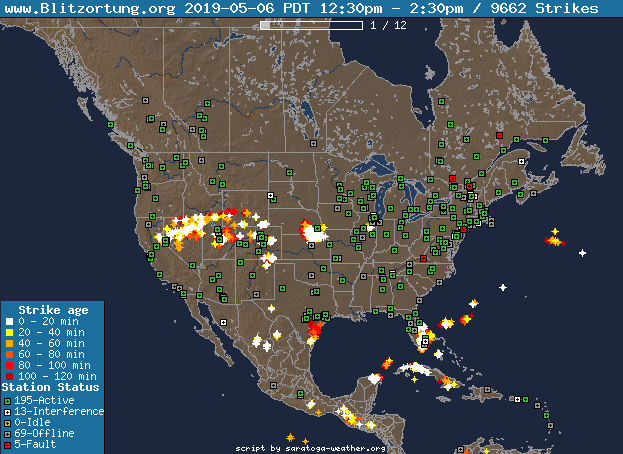 www.Blitzortung.org 2019-05-06 PDT 12:30pm - 2:30pm / 9662 Strikes
1 / 12
Strike age
0 - 20 min
20 - 40 min
40 - 60 min
60 - 80 min
80 - 100 min
100 - 120 min
Station Status
195-Active
13-Interference
0-Idle
69-Offline
5-Fault
script by saratoga-weather.org